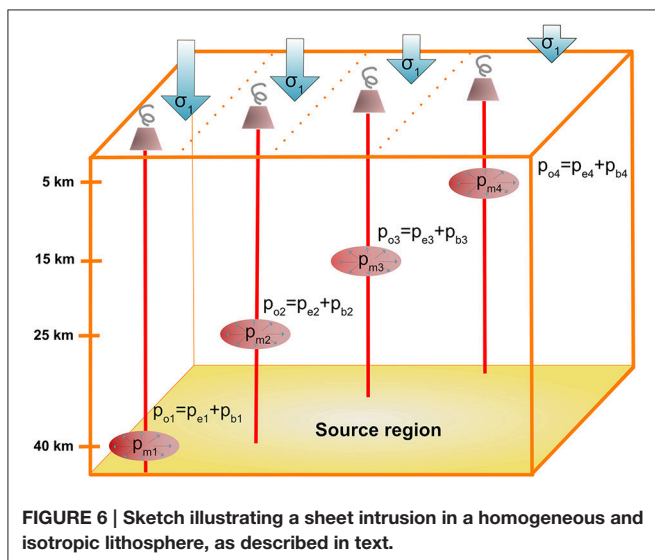 σ1 σ1 σ1 σ1
5 km
15 km
25 km
40 km
pm4
po4=pe4+pb4
po3=pe3+pb3
pm3
po2=pe2+pb2
pm2
po1=pe1+pb1
pm1
Source region
FIGURE 6 | Sketch illustrating a sheet intrusion in a homogeneous and
isotropic lithosphere, as described in text.